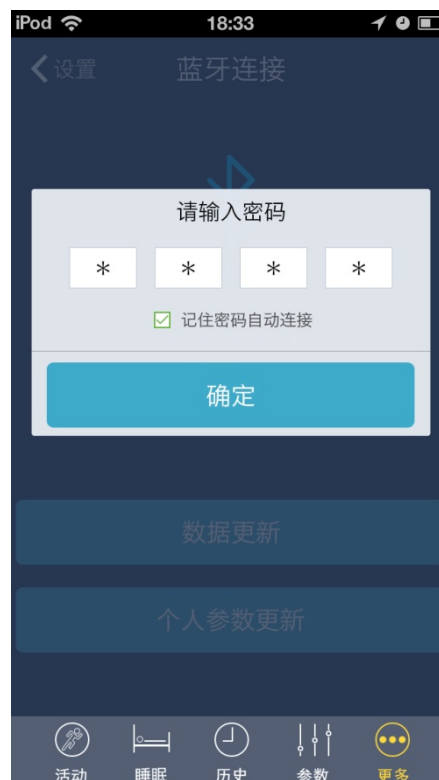 iPod 18:33
设置 蓝牙连接
请输入密码
* * * *
记住密码自动连接
确定
数据更新
个人参数更新
活动 睡眠 历史 参数 更多